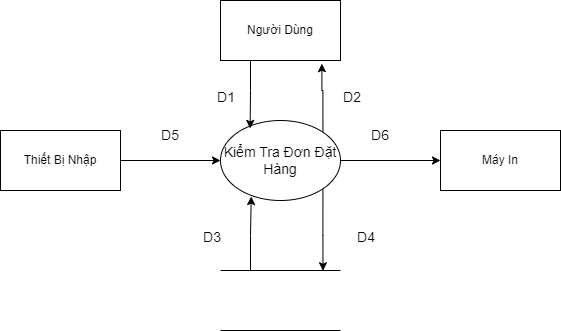 Người Dùng
D1
D2
Thiết Bị Nhập
D5
Kiểm Tra Đơn Đặt
Hàng
D6
Máy In
D3
D4